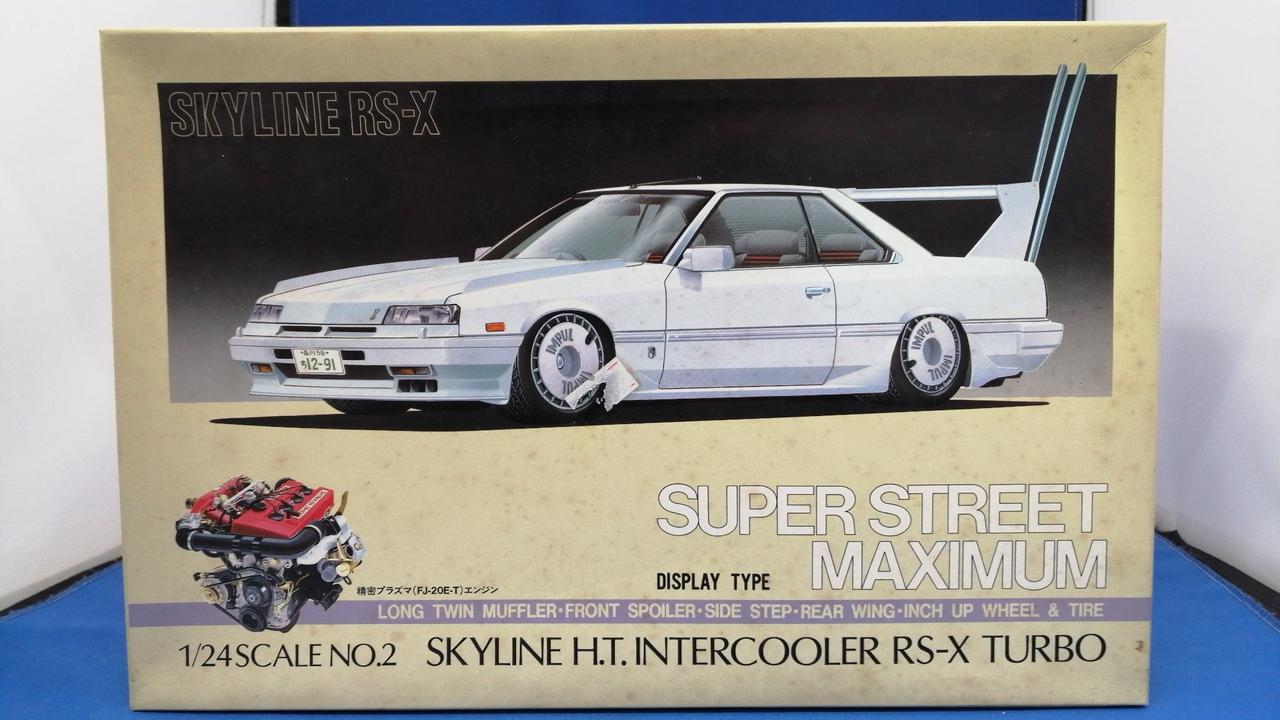 SKYLINE RS-X
12-91
IMPUL
IMPUL
IMPUL
IMPUL
SUPER STREET
MAXIMUM
DISPLAY TYPE
精密プラズマ(FJ-20E-T)エンジン
LONG TWIN MUFFLER・FRONT SPOILER・SIDE STEP・REAR WING・INCH UP WHEEL & TIRE
1/24 SCALE NO.2 SKYLINE H.T. INTERCOOLER RS-X TURBO